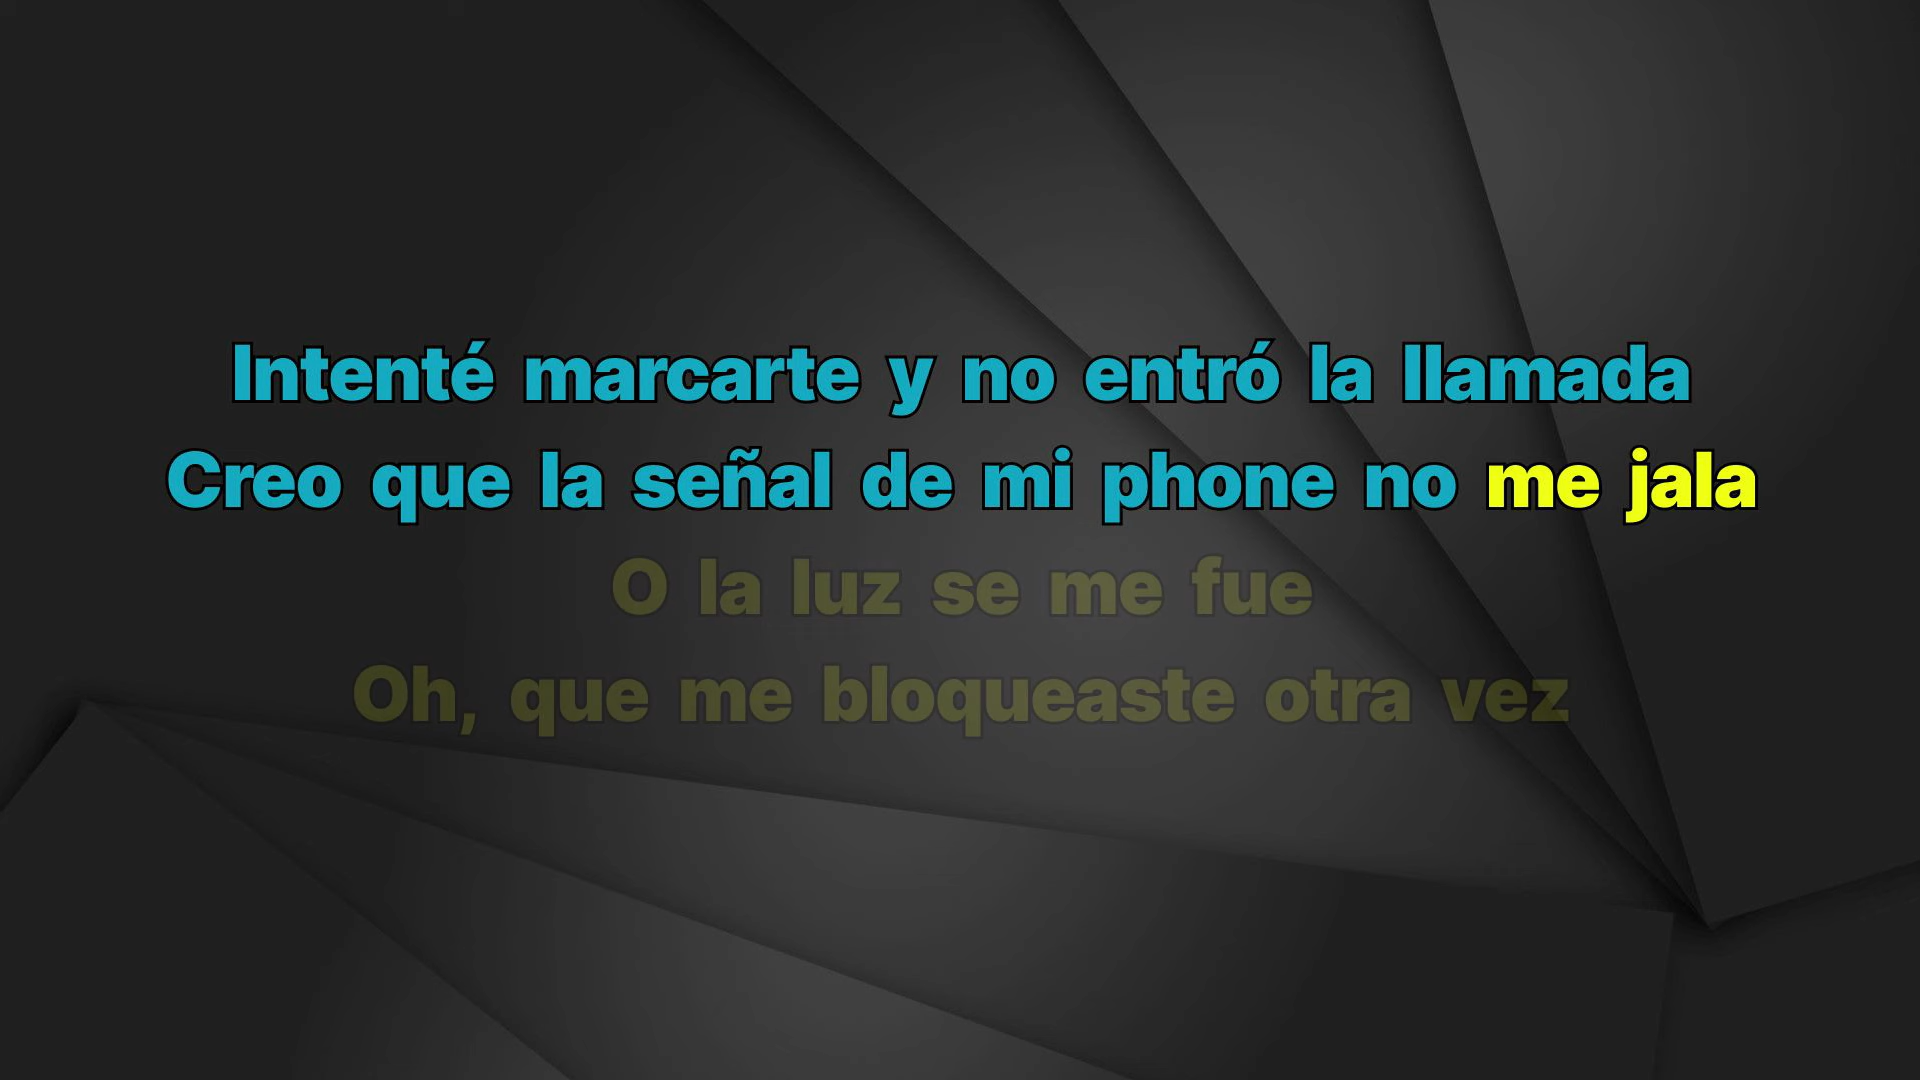 Intenté marcarte y no entró la llamada
Creo que la señal de mi phone no me jala
O la luz se me fue
Oh, que me bloqueaste otra vez